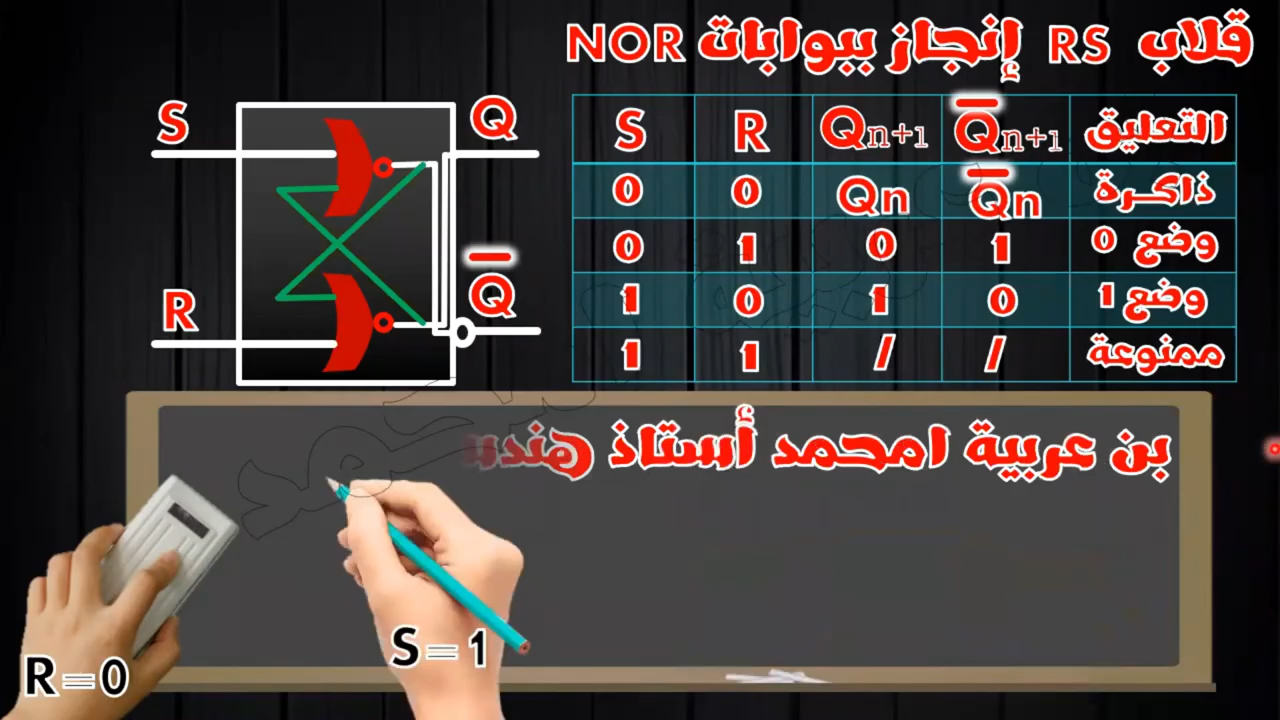 قلاب RS إنجاز ببوابات NOR
S R Qn+1 Q̅n+1 التعليق
0 0 Qn Q̅n ذاكرة
0 1 0 1 وضع 0
1 0 1 0 وضع 1
1 1 / / ممنوعة
S
Q
R
Q̅
بن عربية امحمد أستاذ هند
S=1
R=0